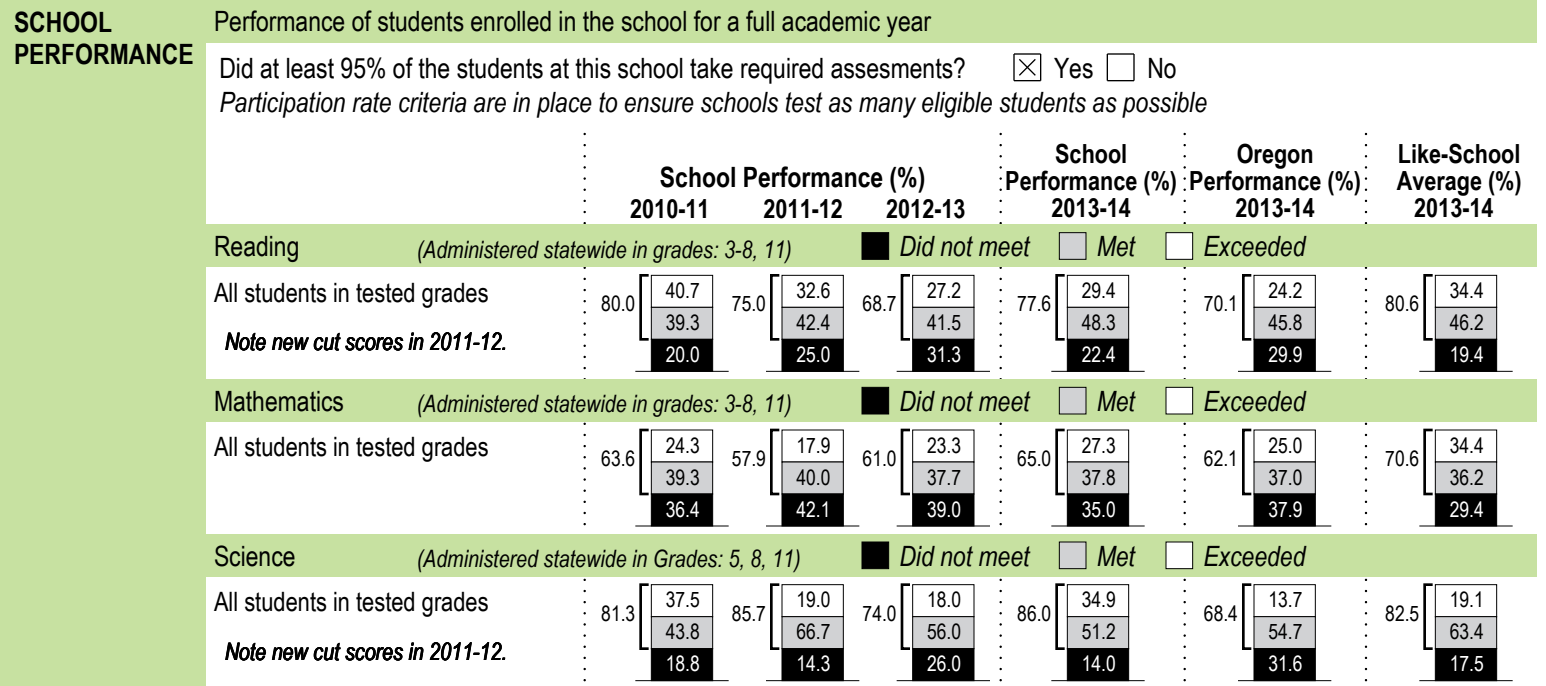 SCHOOL PERFORMANCE
Performance of students enrolled in the school for a full academic year
Did at least 95% of the students at this school take required assesments? ☒ Yes ☐ No
Participation rate criteria are in place to ensure schools test as many eligible students as possible
School Performance (%)
2010-11 2011-12 2012-13
School Performance (%) 2013-14
Oregon Performance (%) 2013-14
Like-School Average (%) 2013-14
Reading (Administered statewide in grades: 3-8, 11) Did not meet Met Exceeded
All students in tested grades
Note new cut scores in 2011-12.
80.0 40.7 39.3 20.0
75.0 32.6 42.4 25.0
68.7 27.2 41.5 31.3
77.6 29.4 48.3 22.4
70.1 24.2 45.8 29.9
80.6 34.4 46.2 19.4
Mathematics (Administered statewide in grades: 3-8, 11) Did not meet Met Exceeded
All students in tested grades
63.6 24.3 39.3 36.4
57.9 17.9 40.0 42.1
61.0 23.3 37.7 39.0
65.0 27.3 37.8 35.0
62.1 25.0 37.0 37.9
70.6 34.4 36.2 29.4
Science (Administered statewide in Grades: 5, 8, 11) Did not meet Met Exceeded
All students in tested grades
Note new cut scores in 2011-12.
81.3 37.5 43.8 18.8
85.7 19.0 66.7 14.3
74.0 18.0 56.0 26.0
86.0 34.9 51.2 14.0
68.4 13.7 54.7 31.6
82.5 19.1 63.4 17.5